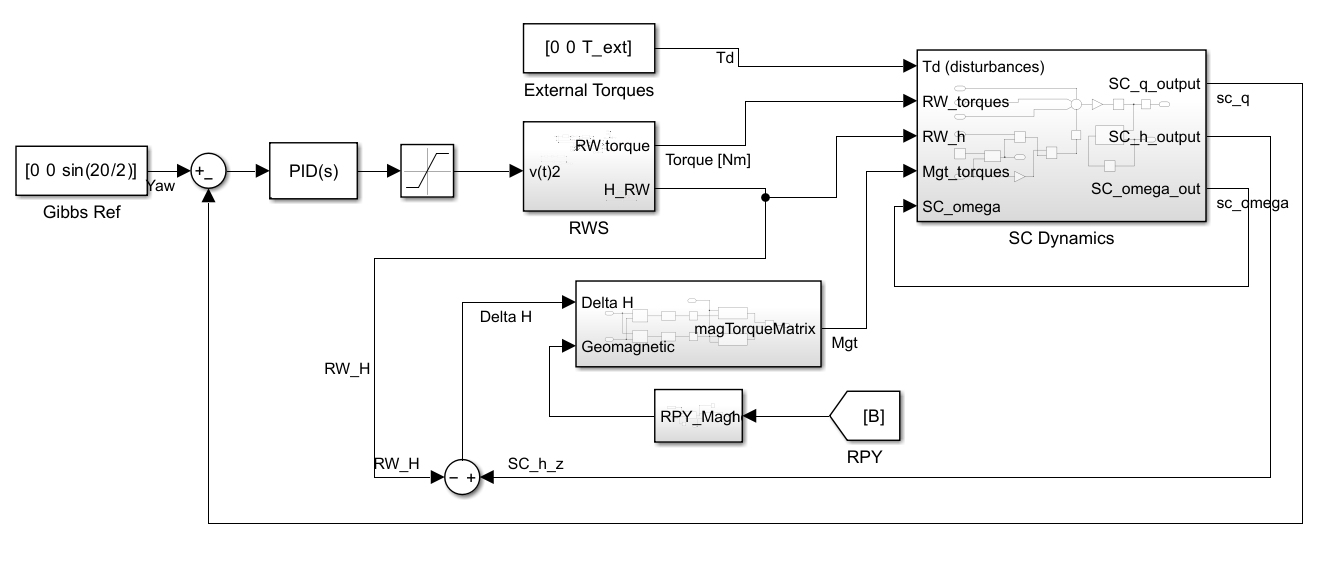 [0 0 T_ext]
External Torques
Td
Td (disturbances)
SC_q_output
sc_q
RW_torques
RW torque
Torque [Nm]
RW_h
SC_h_output
[0 0 sin(20/2)]
Yaw
Gibbs Ref
+
_
PID(s)
v(t)2
H_RW
RWS
Mgt_torques
SC_omega_out
sc_omega
SC_omega
SC Dynamics
Delta H
Delta H
magTorqueMatrix
Geomagnetic
Mgt
RW_H
RPY_Magh
[B]
RPY
RW_H
− +
SC_h_z